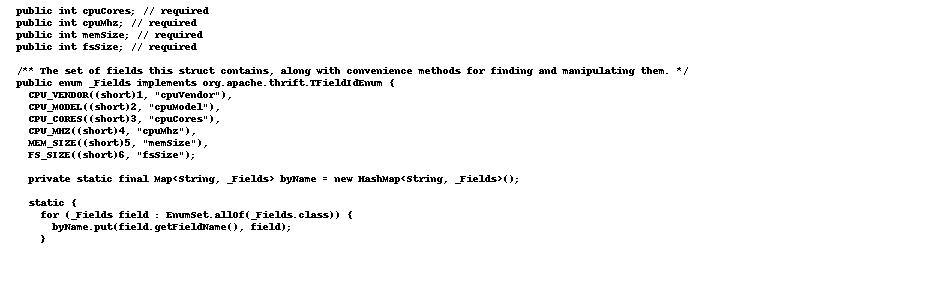 public int cpuCores; // required
public int cpuMhz; // required
public int memSize; // required
public int fsSize; // required
/** The set of fields this struct contains, along with convenience methods for finding and manipulating them. */
public enum _Fields implements org.apache.thrift.TFieldIdEnum {
CPU_VENDOR((short)1, "cpuVendor"),
CPU_MODEL((short)2, "cpuModel"),
CPU_CORES((short)3, "cpuCores"),
CPU_MHZ((short)4, "cpuMhz"),
MEM_SIZE((short)5, "memSize"),
FS_SIZE((short)6, "fsSize");
private static final Map<String, _Fields> byName = new HashMap<String, _Fields>();
static {
for (_Fields field : EnumSet.allOf(_Fields.class)) {
byName.put(field.getFieldName(), field);
}